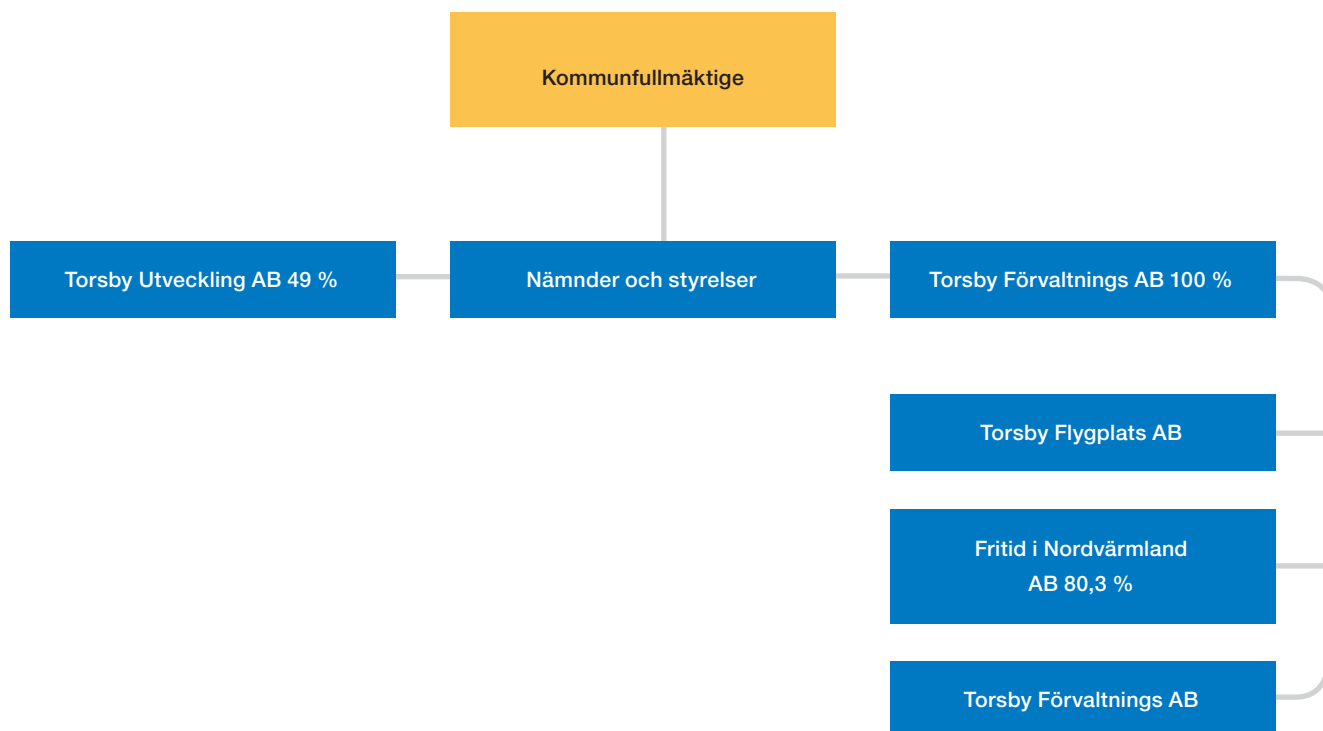 Kommunfullmäktige
Torsby Utveckling AB 49 %
Nämnder och styrelser
Torsby Förvaltnings AB 100 %
Torsby Flygplats AB
Fritid i Nordvärmland
AB 80,3 %
Torsby Förvaltnings AB